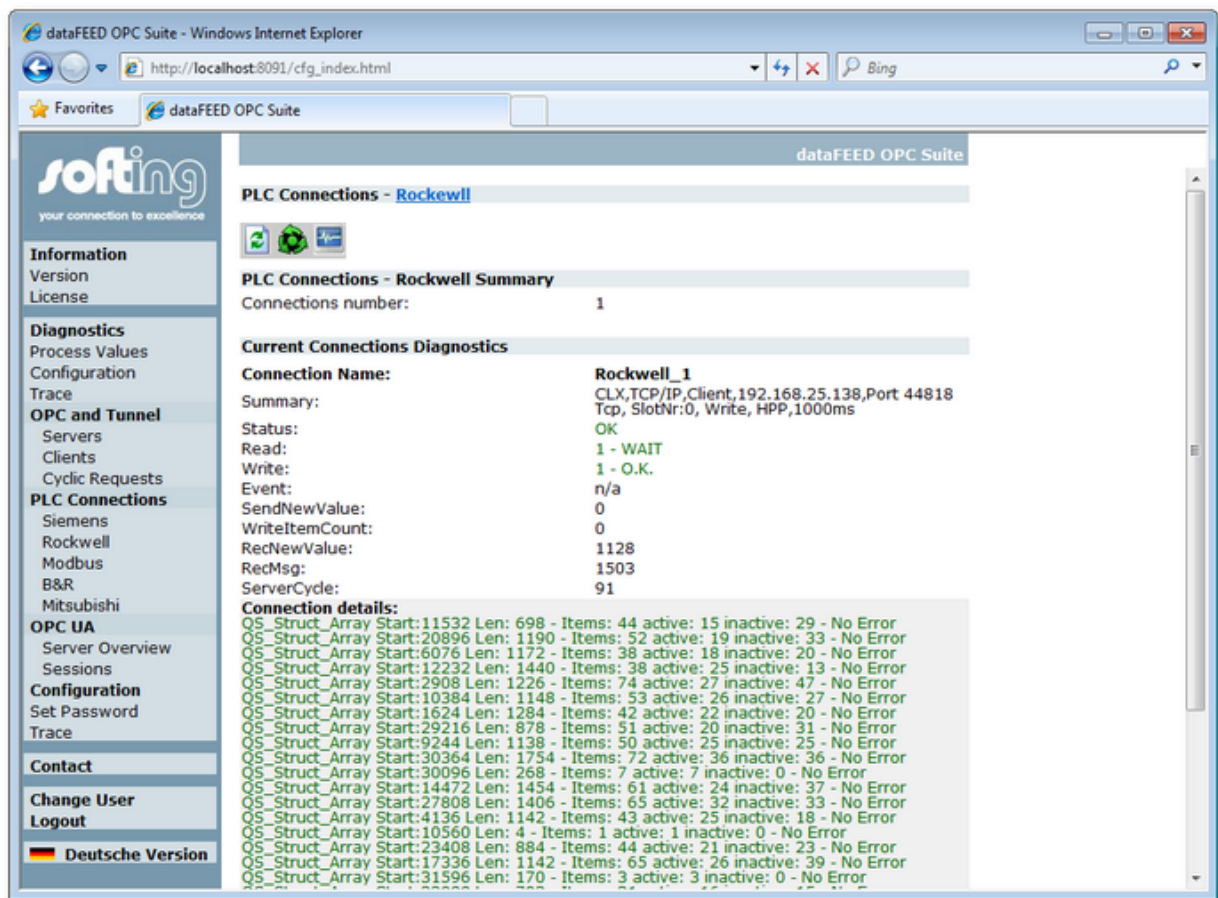 dataFEED OPC Suite - Windows Internet Explorer
http://localhost:8091/cfg_index.html
Bing
Favorites
dataFEED OPC Suite
softing
your connection to excellence
Information
Version
License
Diagnostics
Process Values
Configuration
Trace
OPC and Tunnel
Servers
Clients
Cyclic Requests
PLC Connections
Siemens
Rockwell
Modbus
B&R
Mitsubishi
OPC UA
Server Overview
Sessions
Configuration
Set Password
Trace
Contact
Change User
Logout
Deutsche Version
dataFEED OPC Suite
PLC Connections - Rockewll
PLC Connections - Rockwell Summary
Connections number: 1
Current Connections Diagnostics
Connection Name: Rockwell_1
Summary: CLX,TCP/IP,Client,192.168.25.138,Port 44818
Tcp, SlotNr:0, Write, HPP,1000ms
Status: OK
Read: 1 - WAIT
Write: 1 - O.K.
Event: n/a
SendNewValue: 0
WriteItemCount: 0
RecNewValue: 1128
RecMsg: 1503
ServerCycle: 91
Connection details:
QS_Struct_Array Start:11532 Len: 698 - Items: 44 active: 15 inactive: 29 - No Error
QS_Struct_Array Start:20896 Len: 1190 - Items: 52 active: 19 inactive: 33 - No Error
QS_Struct_Array Start:6076 Len: 1172 - Items: 38 active: 18 inactive: 20 - No Error
QS_Struct_Array Start:12232 Len: 1440 - Items: 38 active: 25 inactive: 13 - No Error
QS_Struct_Array Start:2908 Len: 1226 - Items: 74 active: 27 inactive: 47 - No Error
QS_Struct_Array Start:10384 Len: 1148 - Items: 53 active: 26 inactive: 27 - No Error
QS_Struct_Array Start:1624 Len: 1284 - Items: 42 active: 22 inactive: 20 - No Error
QS_Struct_Array Start:29216 Len: 878 - Items: 51 active: 20 inactive: 31 - No Error
QS_Struct_Array Start:9244 Len: 1138 - Items: 50 active: 25 inactive: 25 - No Error
QS_Struct_Array Start:30364 Len: 1754 - Items: 72 active: 36 inactive: 36 - No Error
QS_Struct_Array Start:30096 Len: 268 - Items: 7 active: 7 inactive: 0 - No Error
QS_Struct_Array Start:14472 Len: 1454 - Items: 61 active: 24 inactive: 37 - No Error
QS_Struct_Array Start:27808 Len: 1406 - Items: 65 active: 32 inactive: 33 - No Error
QS_Struct_Array Start:4136 Len: 1142 - Items: 43 active: 25 inactive: 18 - No Error
QS_Struct_Array Start:10560 Len: 4 - Items: 1 active: 1 inactive: 0 - No Error
QS_Struct_Array Start:23408 Len: 884 - Items: 44 active: 21 inactive: 23 - No Error
QS_Struct_Array Start:17336 Len: 1142 - Items: 65 active: 26 inactive: 39 - No Error
QS_Struct_Array Start:31596 Len: 170 - Items: 3 active: 3 inactive: 0 - No Error